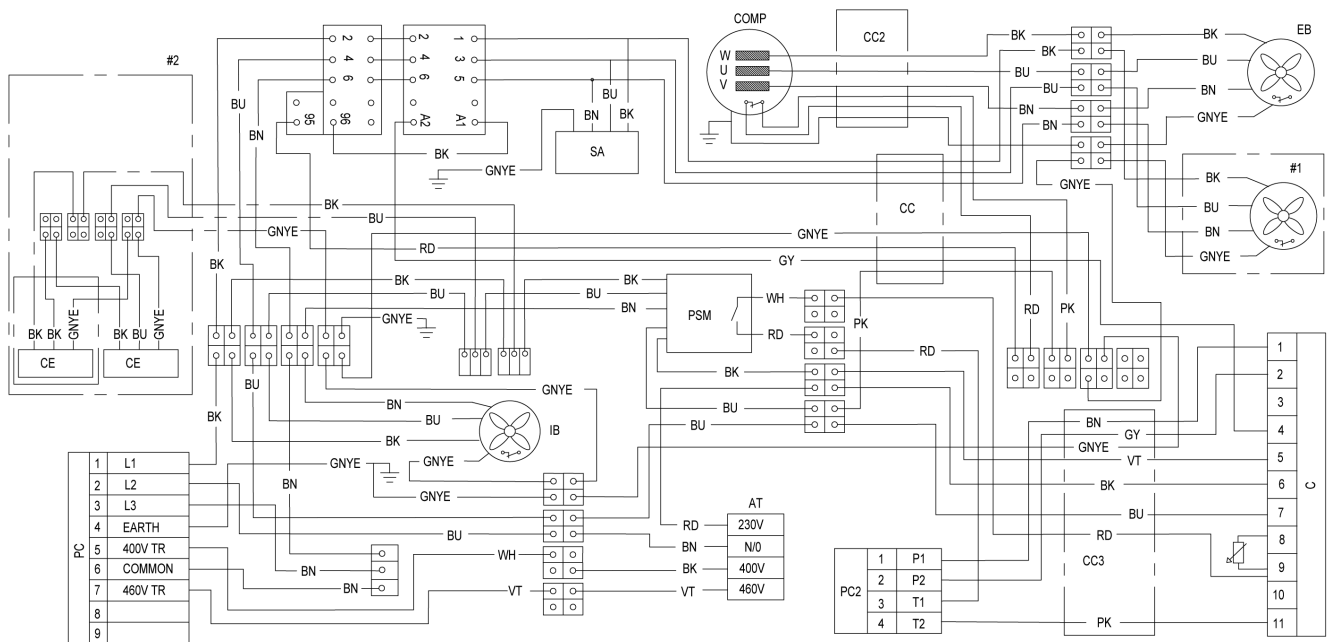 COMP
CC2
EB
#2
2
4
6
95
96
2
4
6
A2
1
3
5
A1
BU
BN
BK
BN
BU
BK
SA
GNYE
W
U
V
BK
BK
BU
BU
BN
BN
GNYE
BK
BU
BN
GNYE
#1
BK
BU
BN
GNYE
CC
BK
BU
GNYE
RD
GNYE
GY
BK
BK
BU
GNYE
BK
BU
BN
PSM
WH
RD
PK
RD
RD
PK
BK
BU
BU
BK BK GNYE
BK BU GNYE
CE
CE
BU
BK
BN
BN
BU
BK
IB
GNYE
GNYE
GNYE
GNYE
BN
GY
GNYE
VT
BK
BU
RD
CC3
PK
PC
1 L1
2 L2
3 L3
4 EARTH
5 400V TR
6 COMMON
7 460V TR
8
9
BU
BN
BN
WH
VT
AT
RD 230V
BN N/0
BK 400V
VT 460V
PC2
1 P1
2 P2
3 T1
4 T2
C
1
2
3
4
5
6
7
8
9
10
11